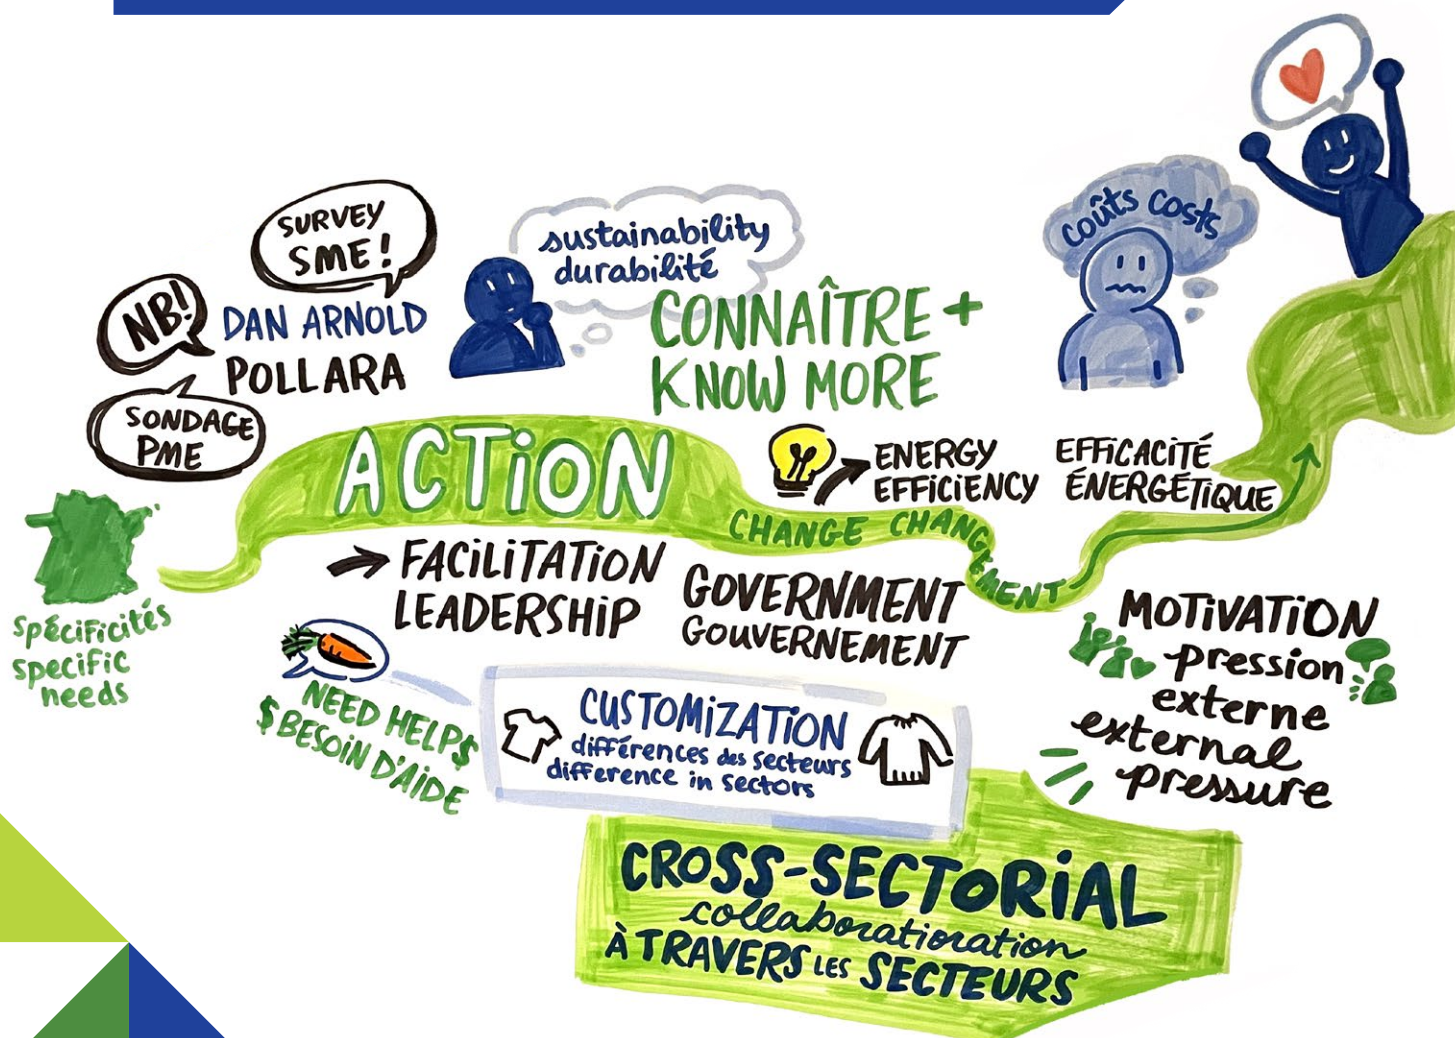 SURVEY
SME!
NB!
DAN ARNOLD
POLLARA
SONDAGE
PME
sustainability
durabilité
CONNAÎTRE +
KNOW MORE
coûts costs
ACTION
ENERGY
EFFICIENCY
EFFICACITÉ
ÉNERGÉTIQUE
CHANGE CHANGEMENT
Spécificités
specific
needs
FACILITATION
LEADERSHIP
GOVERNMENT
GOUVERNEMENT
MOTIVATION
pression
externe
external
pressure
NEED HELP$
$ BESOIN D'AIDE
CUSTOMIZATION
différences des secteurs
difference in sectors
CROSS-SECTORIAL
collaboratioration
À TRAVERS LES SECTEURS